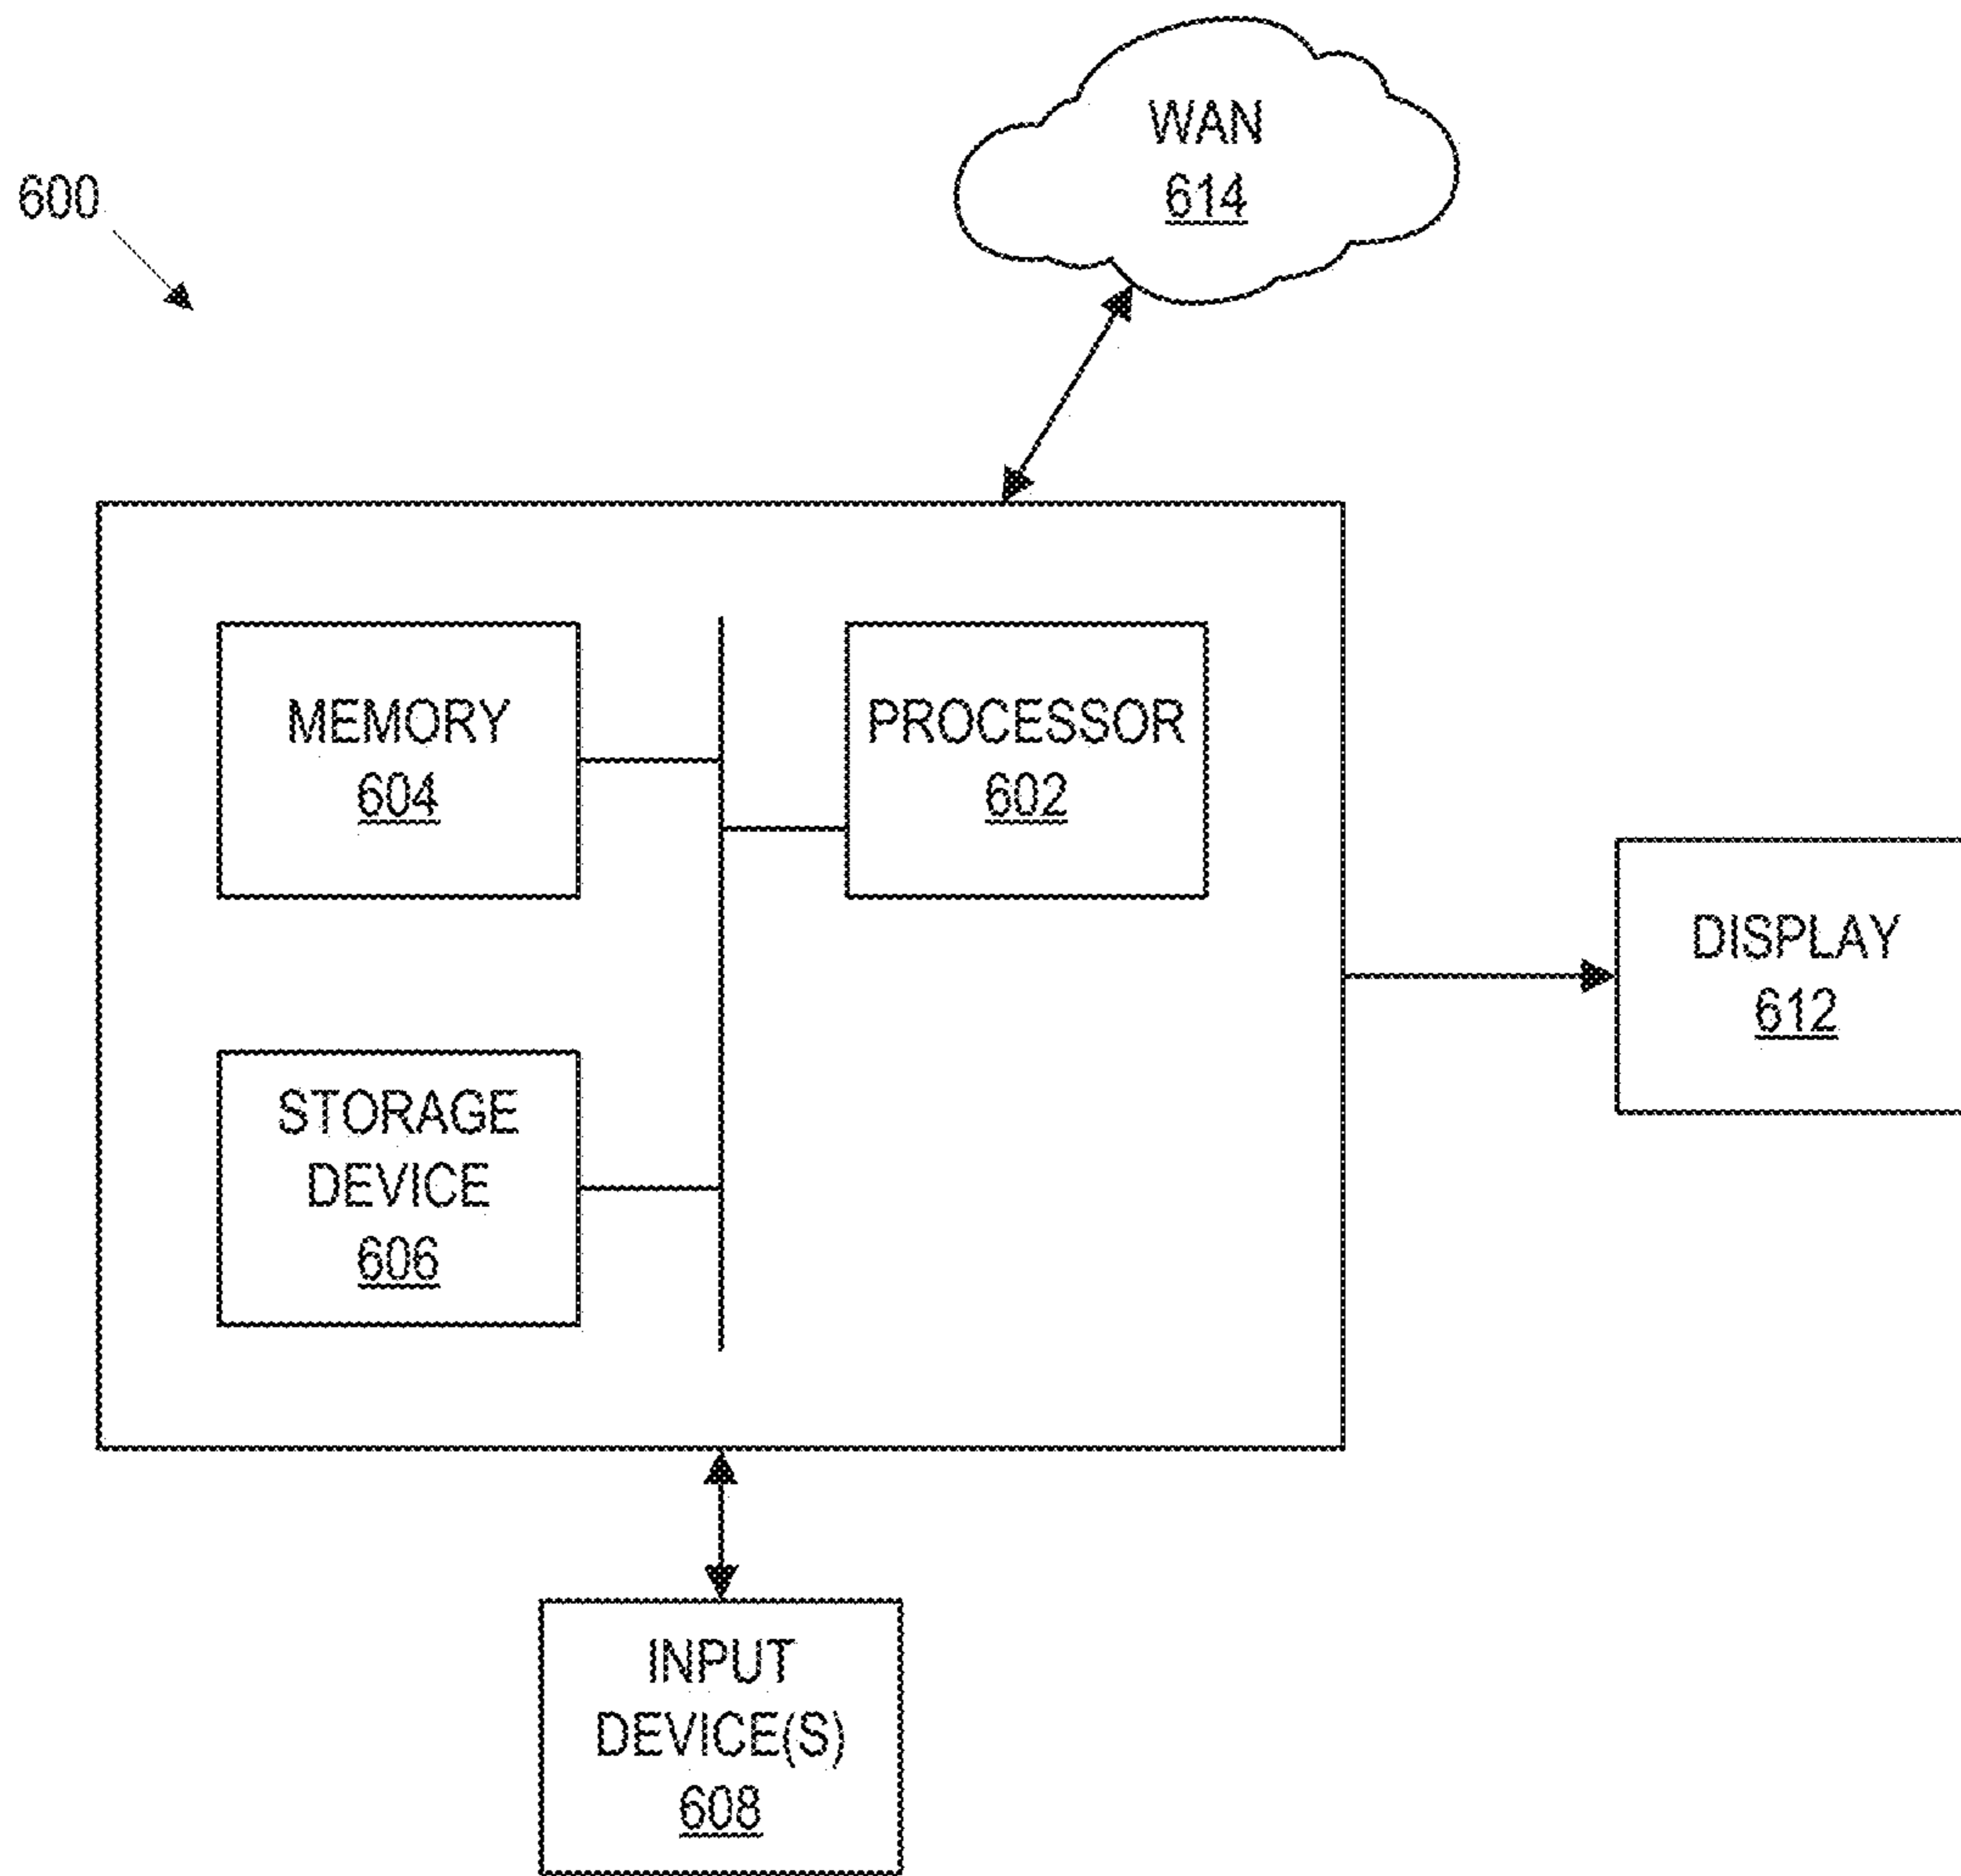 WAN
614
600
MEMORY
604
PROCESSOR
602
DISPLAY
612
STORAGE
DEVICE
606
INPUT
DEVICE(S)
608